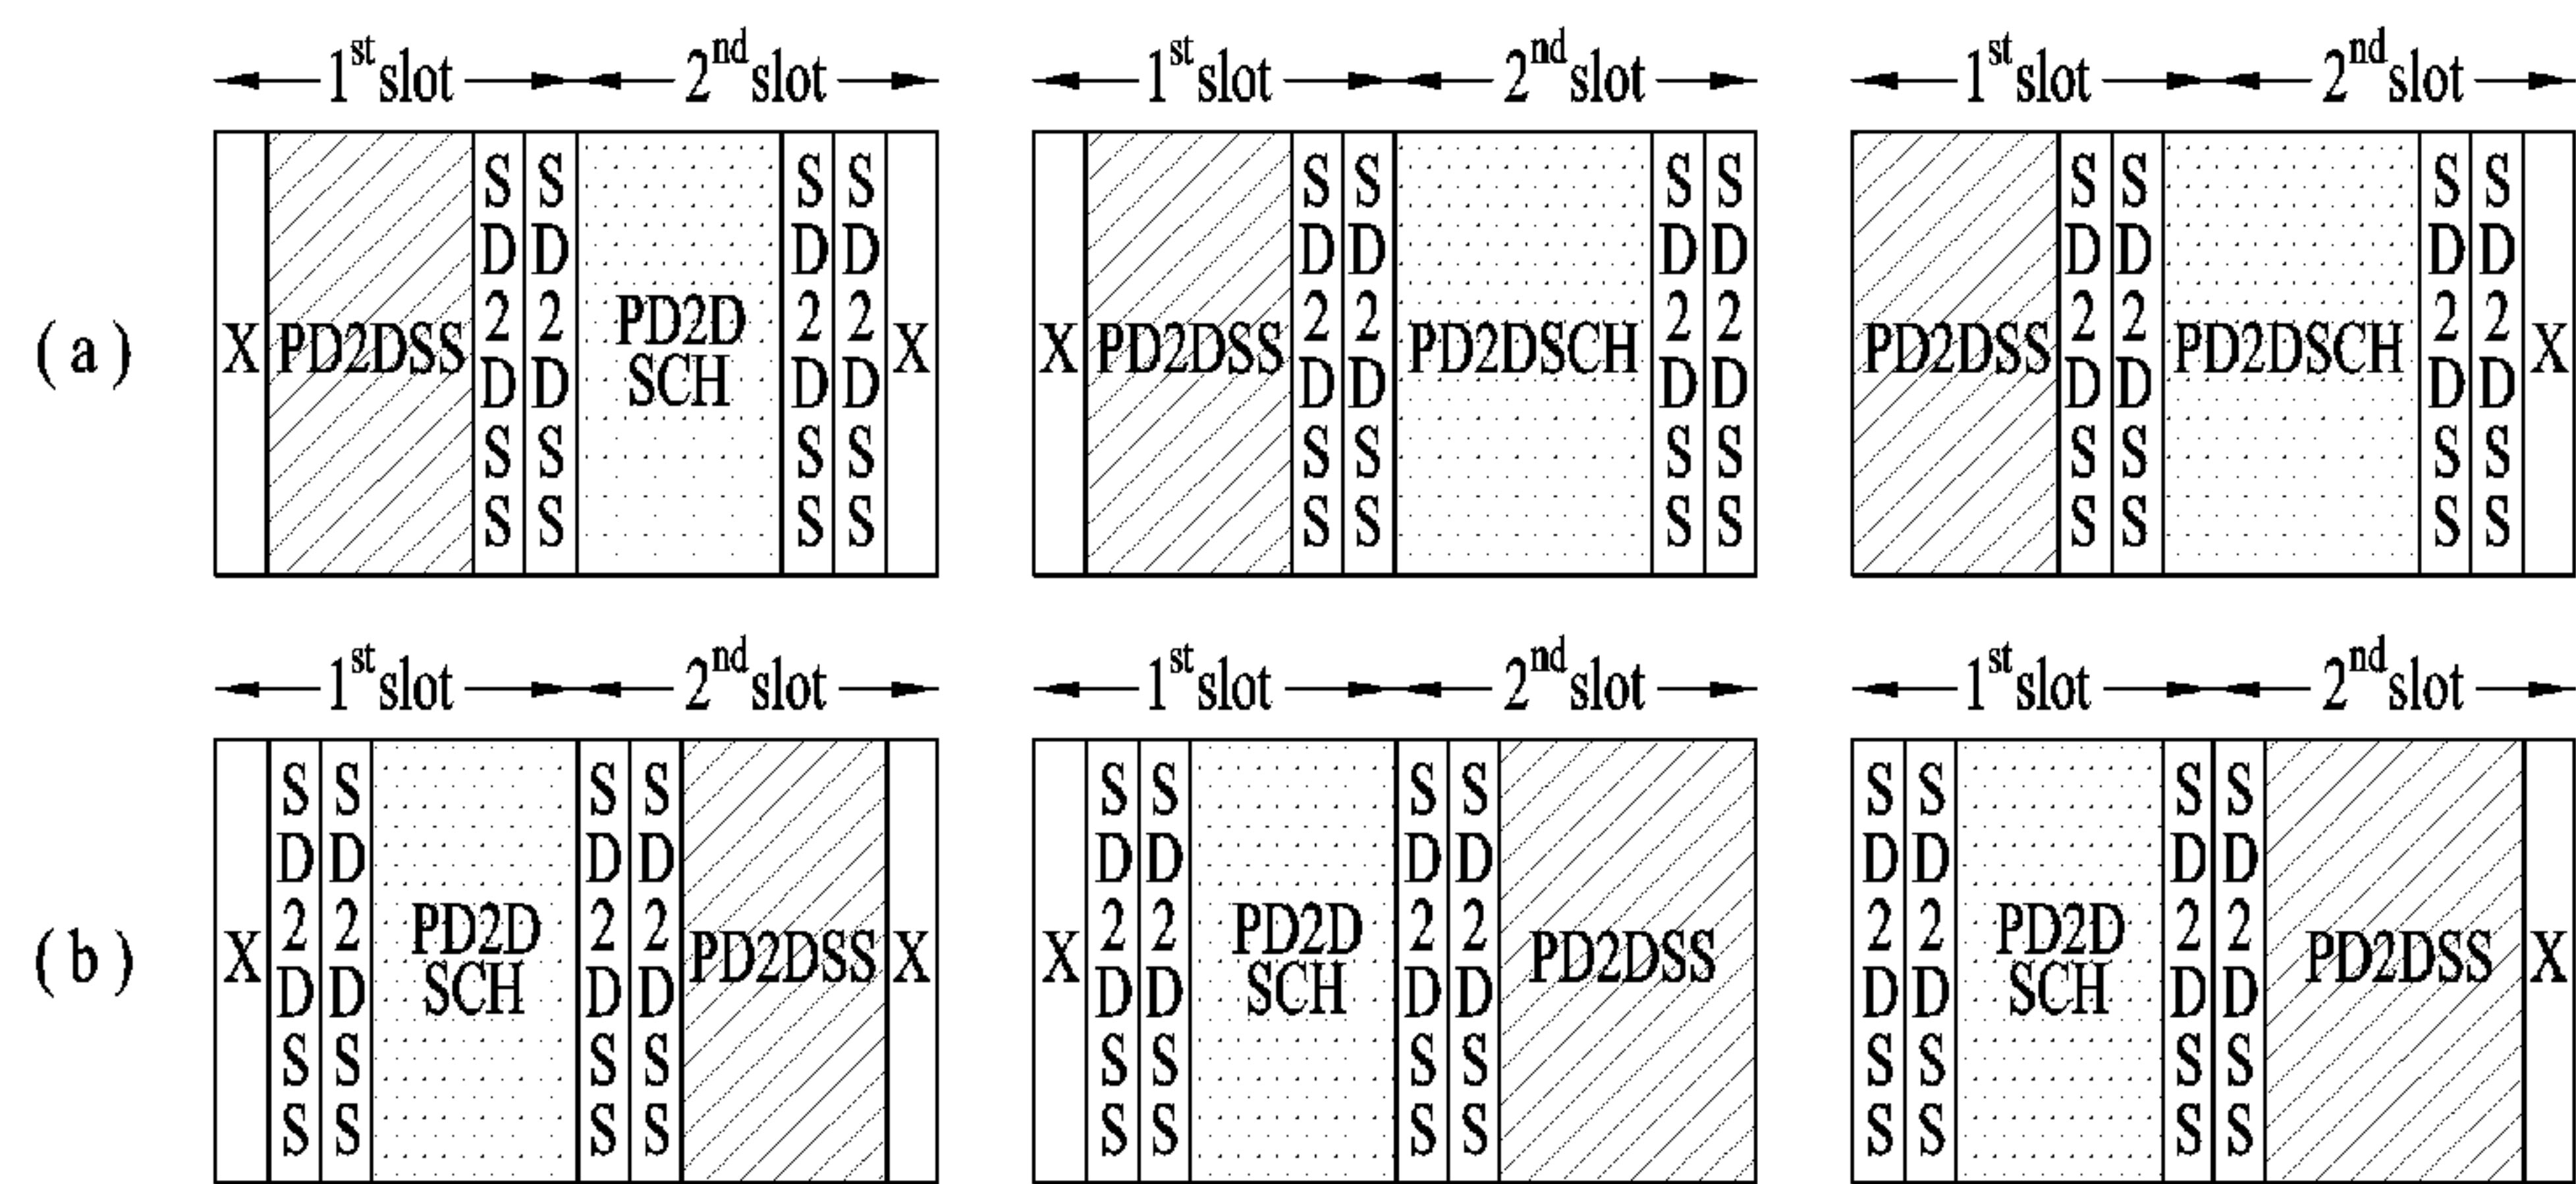 1st slot 2nd slot 1st slot 2nd slot 1st slot 2nd slot
(a)
X PD2DSS SD2DSS SD2DSS PD2D SCH SD2DSS SD2DSS X
X PD2DSS SD2DSS SD2DSS PD2DSCH SD2DSS SD2DSS
PD2DSS SD2DSS SD2DSS PD2DSCH SD2DSS SD2DSS X
1st slot 2nd slot 1st slot 2nd slot 1st slot 2nd slot
(b)
X SD2DSS SD2DSS PD2D SCH SD2DSS SD2DSS PD2DSS X
X SD2DSS SD2DSS PD2D SCH SD2DSS SD2DSS PD2DSS
SD2DSS SD2DSS PD2D SCH SD2DSS SD2DSS PD2DSS X